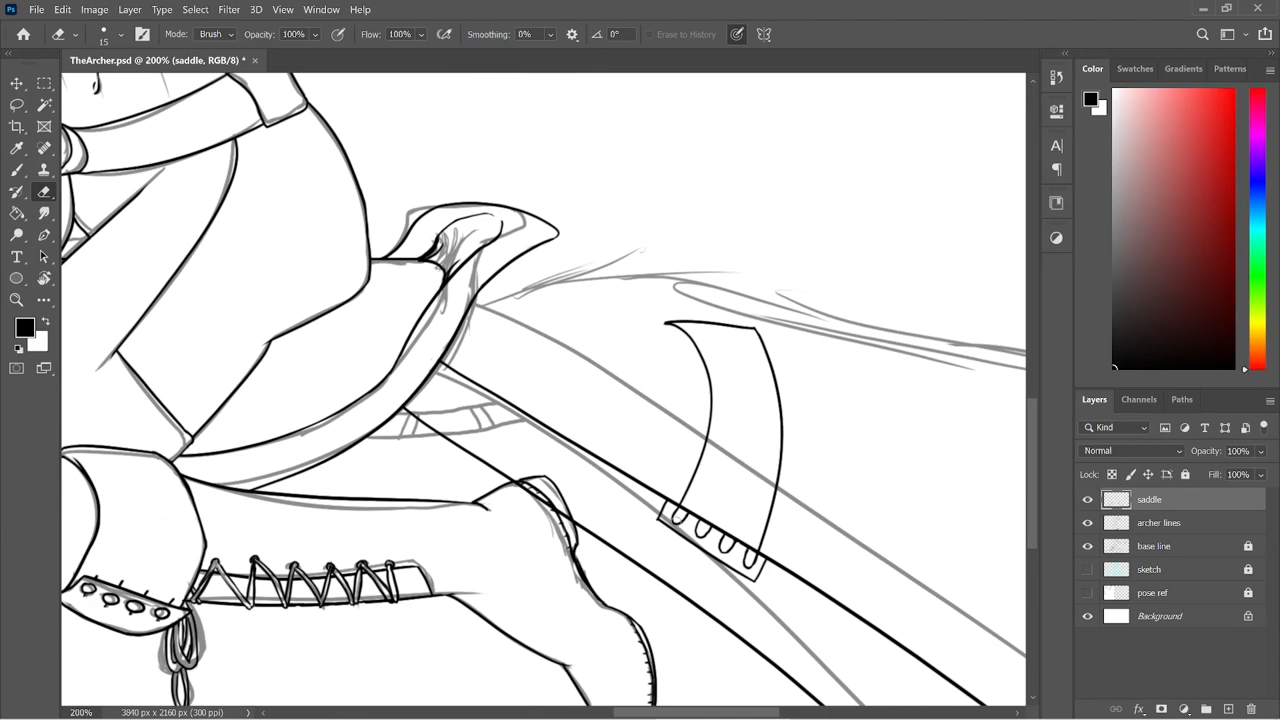 Ps File Edit Image Layer Type Select Filter 3D View Window Help
15 Mode: Brush Opacity: 100% Flow: 100% Smoothing: 0% 0° Erase to History
TheArcher.psd @ 200% (saddle, RGB/8) *
Color Swatches Gradients Patterns
Layers Channels Paths
Kind
Normal Opacity: 100%
Lock: Fill: 100%
saddle
archer lines
base line
sketch
pose ref
Background
200% 3840 px x 2160 px (300 ppi)